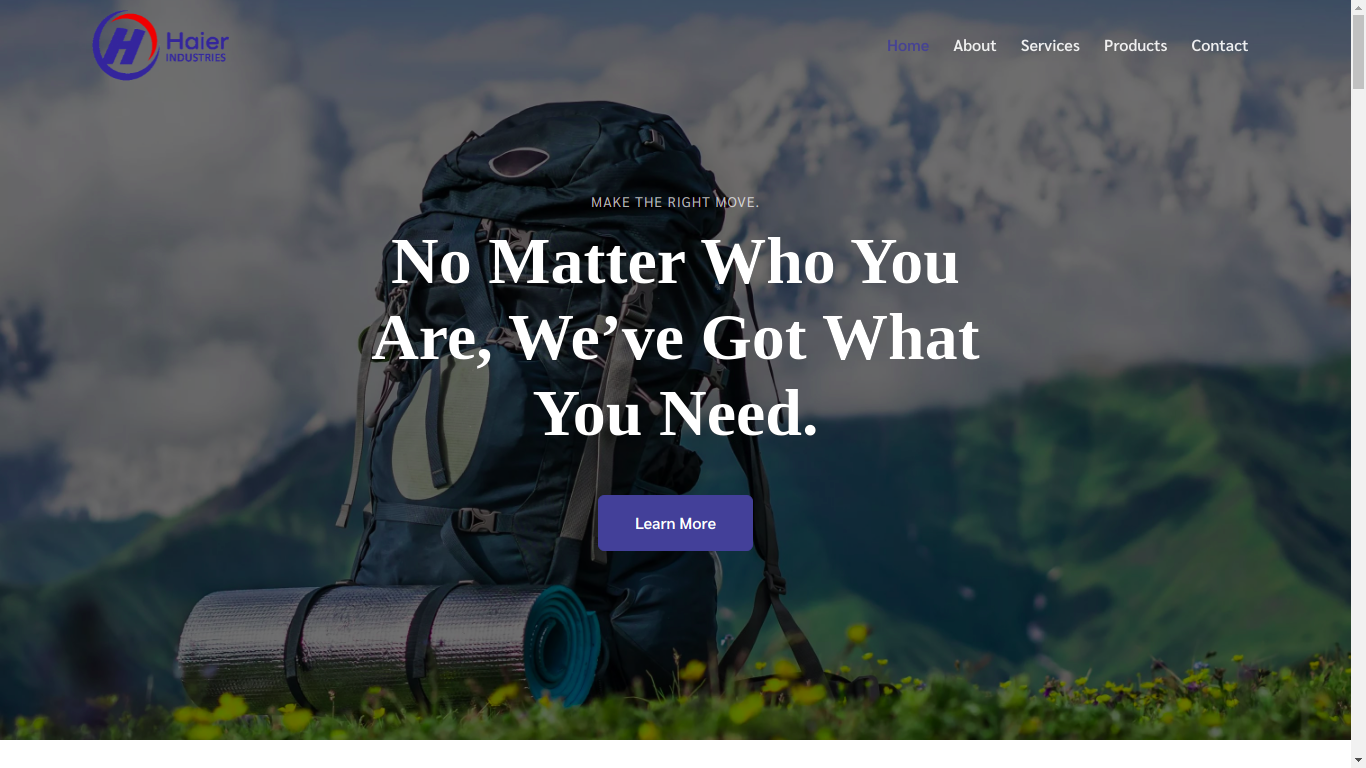 Haier
INDUSTRIES
Home About Services Products Contact
MAKE THE RIGHT MOVE.
No Matter Who You
Are, We’ve Got What
You Need.
Learn More